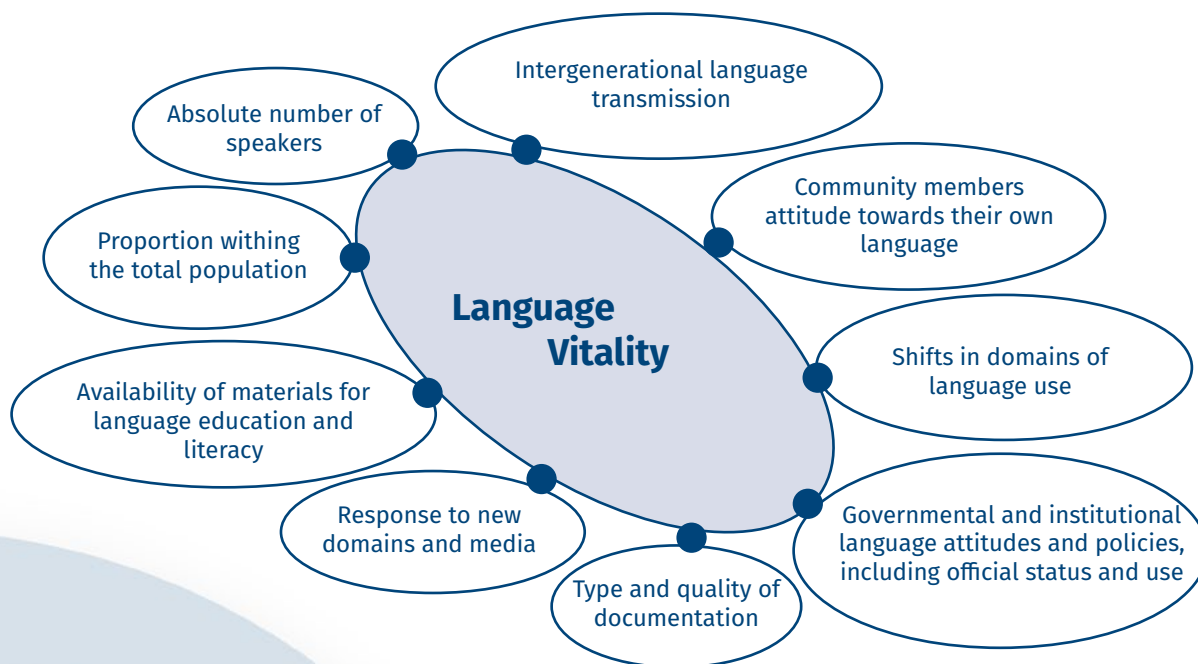 Intergenerational language
transmission
Absolute number of
speakers
Community members
attitude towards their own
language
Proportion withing
the total population
Language
Vitality
Shifts in domains of
language use
Availability of materials for
language education and
literacy
Response to new
domains and media
Governmental and institutional
language attitudes and policies,
including official status and use
Type and quality of
documentation